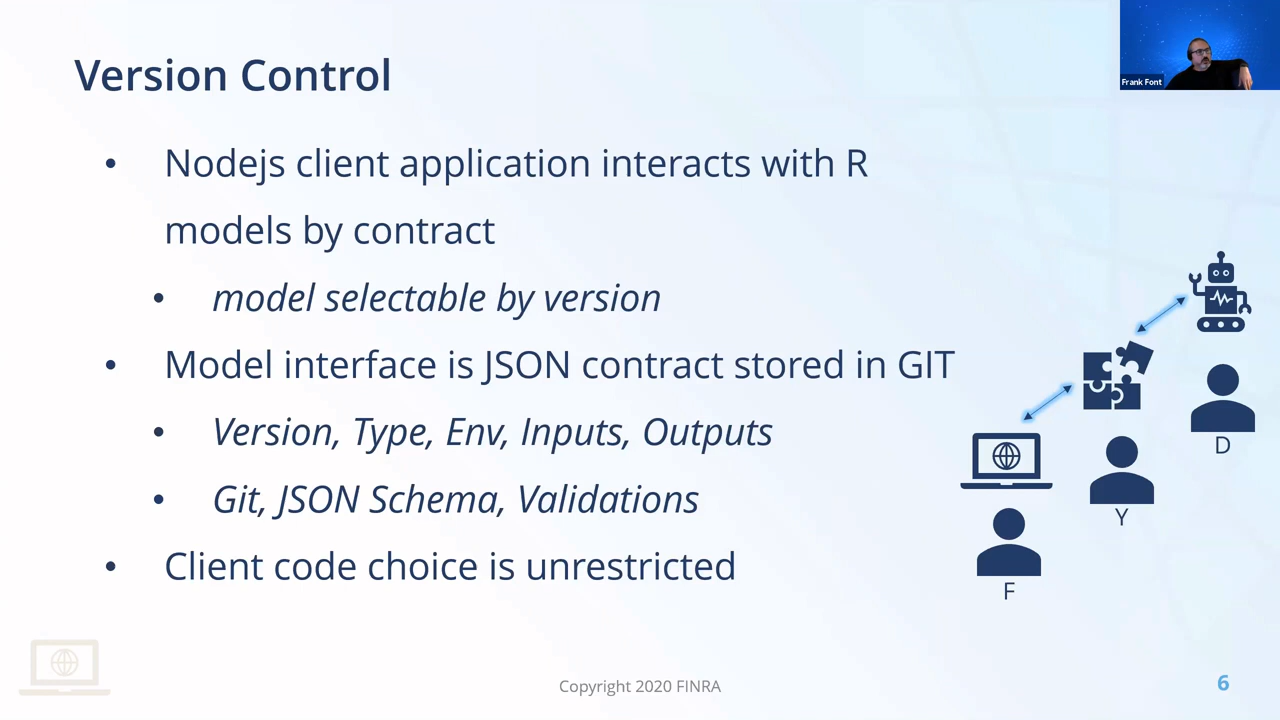 Version Control
Frank Font
• Nodejs client application interacts with R
models by contract
• model selectable by version
• Model interface is JSON contract stored in GIT
• Version, Type, Env, Inputs, Outputs
• Git, JSON Schema, Validations
• Client code choice is unrestricted
D
Y
F
Copyright 2020 FINRA
6